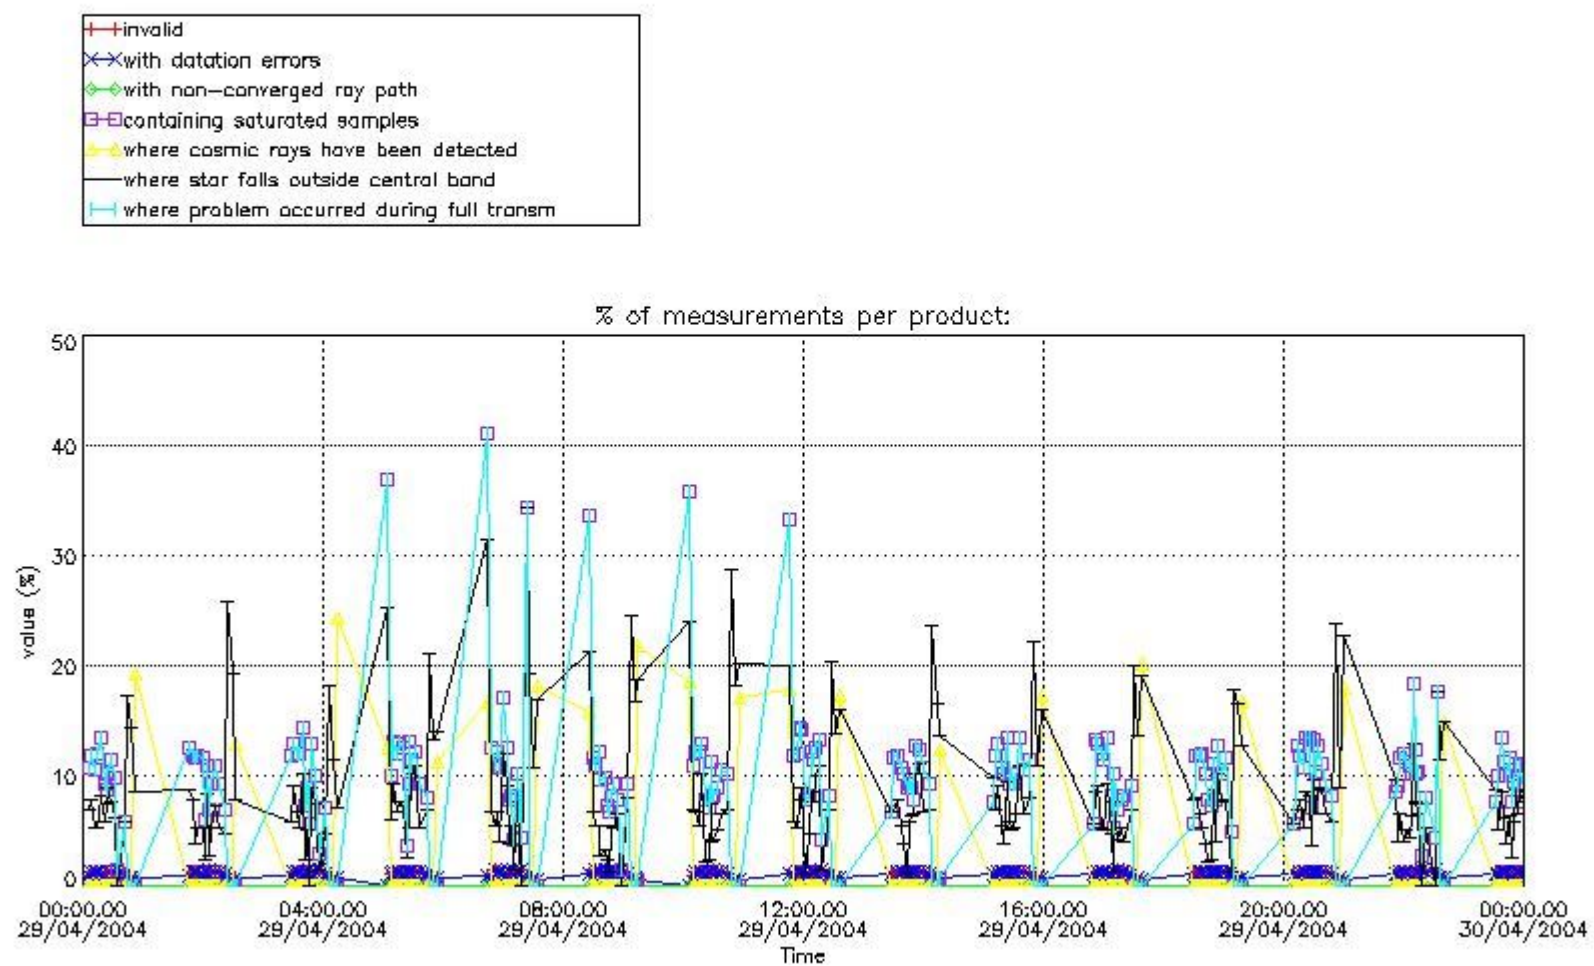 invalid
with datation errors
with non-converged ray path
containing saturated samples
where cosmic rays have been detected
where star falls outside central band
where problem occurred during full transm
% of measurements per product:
50
40
30
20
10
0
value (%)
00:00.00 04:00.00 08:00.00 12:00.00 16:00.00 20:00.00 00:00.00
29/04/2004 29/04/2004 29/04/2004 29/04/2004 29/04/2004 29/04/2004 30/04/2004
Time